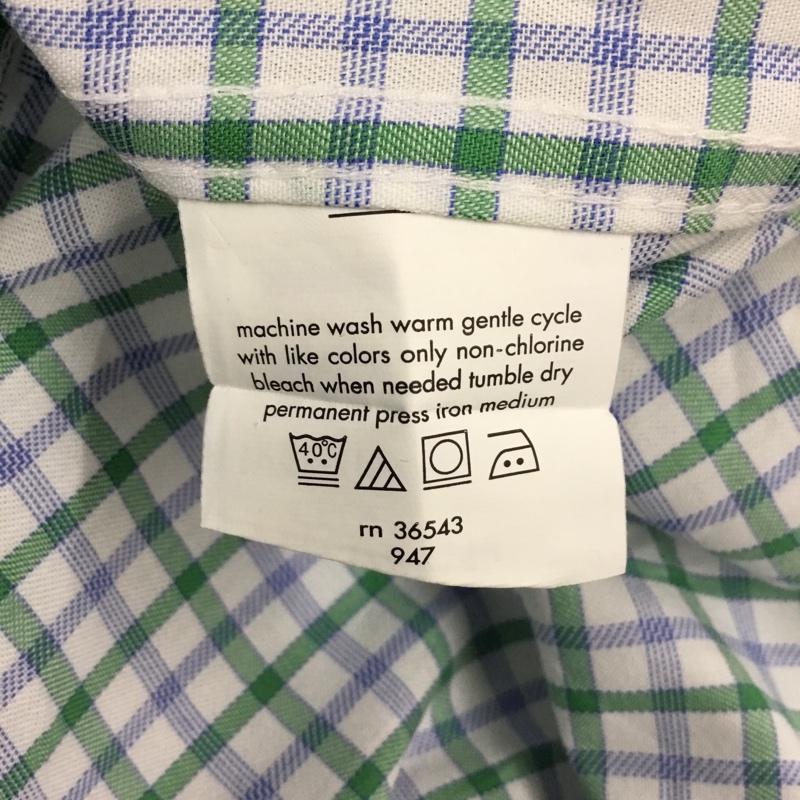 machine wash warm gentle cycle
with like colors only non-chlorine
bleach when needed tumble dry
permanent press iron medium
40°C
rn 36543
947